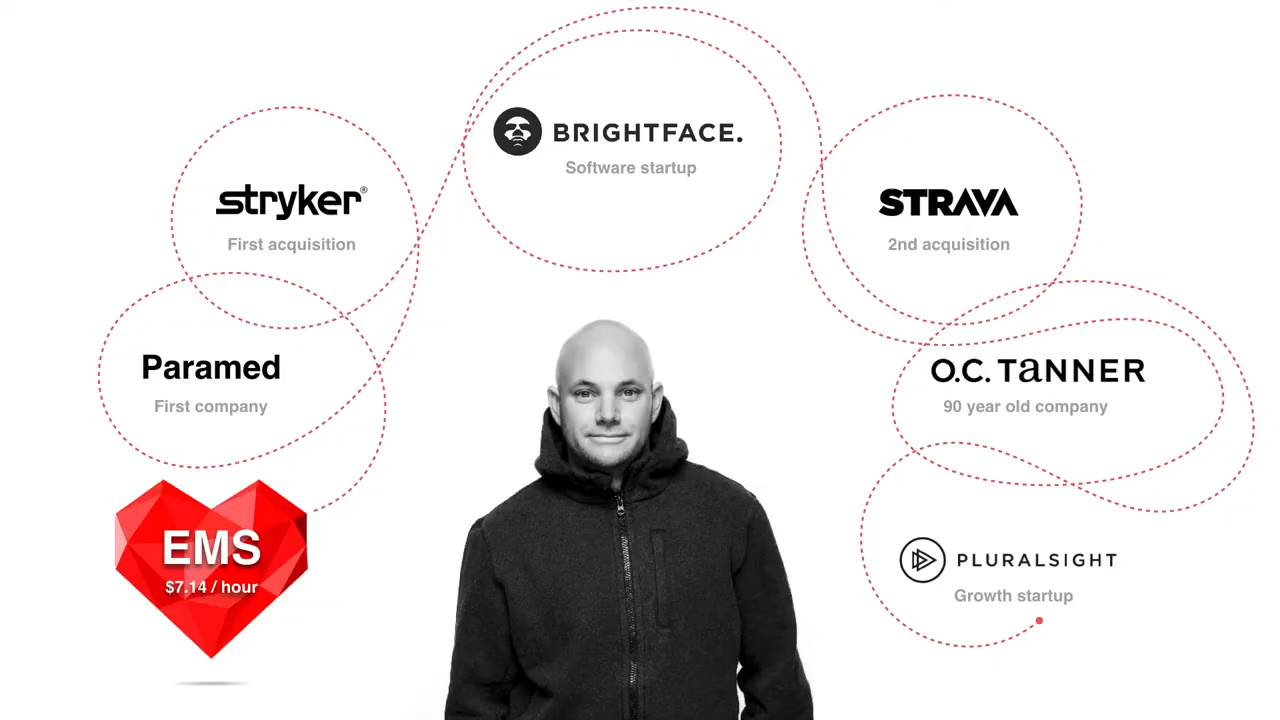 BRIGHTFACE.
Software startup
stryker®
First acquisition
STRAVA
2nd acquisition
Paramed
First company
O.C. TaNNER
90 year old company
EMS
$7.14 / hour
PLURALSIGHT
Growth startup